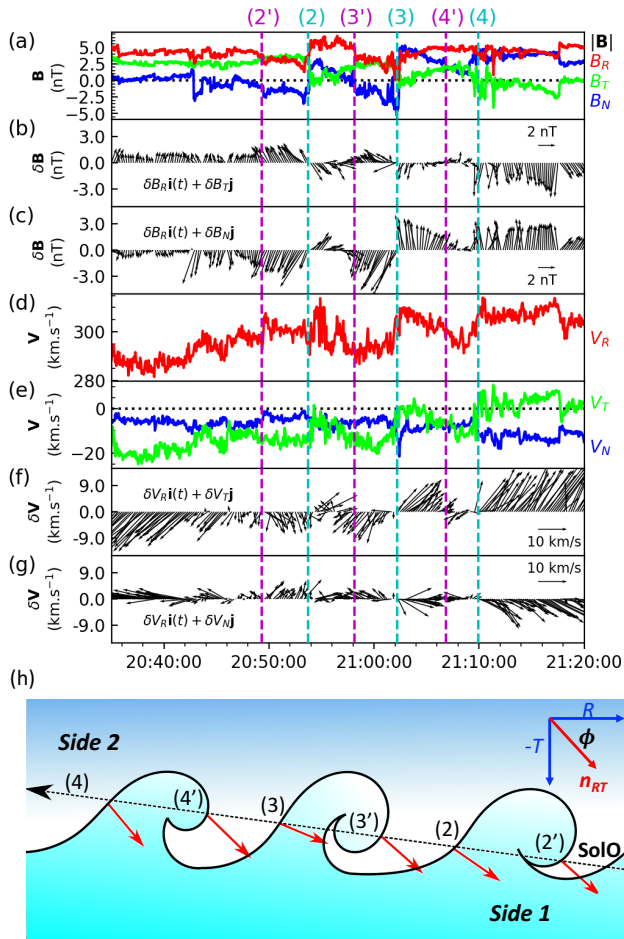 (2') (2) (3') (3) (4') (4)
(a)
B
(nT)
5.0
2.5
0.0
−2.5
−5.0
|B|
B_R
B_T
B_N
(b)
δB
(nT)
3.0
0.0
−3.0
2 nT
δB_R i(t) + δB_T j
(c)
δB
(nT)
3.0
0.0
−3.0
δB_R i(t) + δB_N j
2 nT
(d)
V
(km.s⁻¹)
300
280
V_R
(e)
V
(km.s⁻¹)
0
−20
V_T
V_N
(f)
δV
(km.s⁻¹)
9.0
0.0
−9.0
δV_R i(t) + δV_T j
10 km/s
(g)
δV
(km.s⁻¹)
9.0
0.0
−9.0
10 km/s
δV_R i(t) + δV_N j
20:40:00 20:50:00 21:00:00 21:10:00 21:20:00
(h)
Side 2
R
-T
ϕ
n_RT
(4)
(4')
(3)
(3')
(2)
(2')
SolO
Side 1